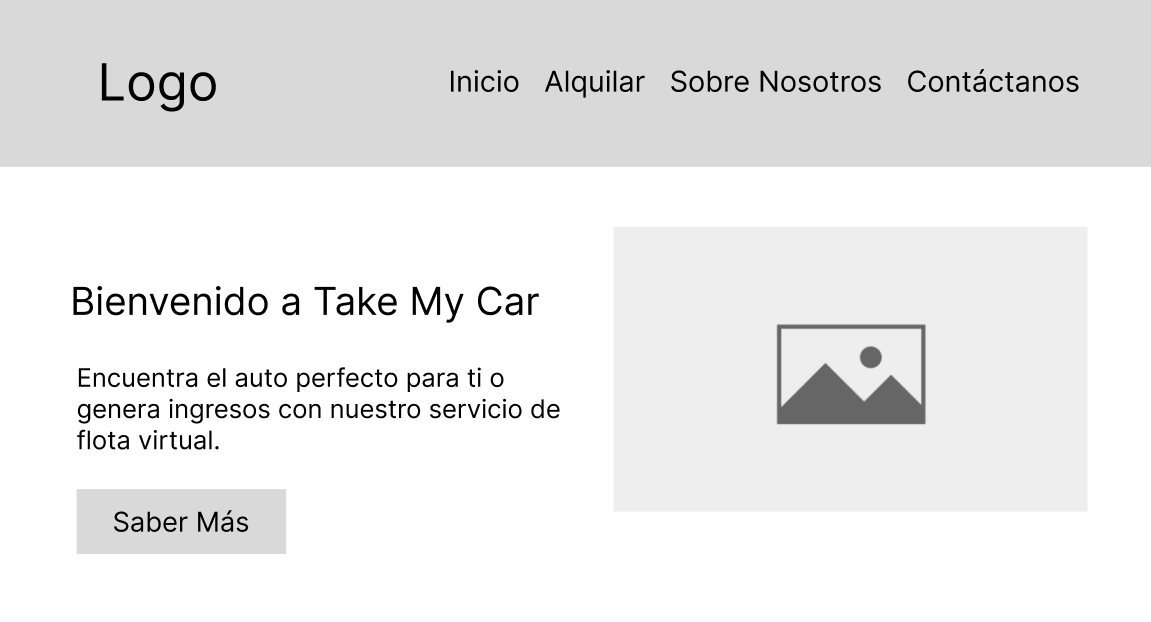 Logo
Inicio Alquilar Sobre Nosotros Contáctanos
Bienvenido a Take My Car
Encuentra el auto perfecto para ti o
genera ingresos con nuestro servicio de
flota virtual.
Saber Más